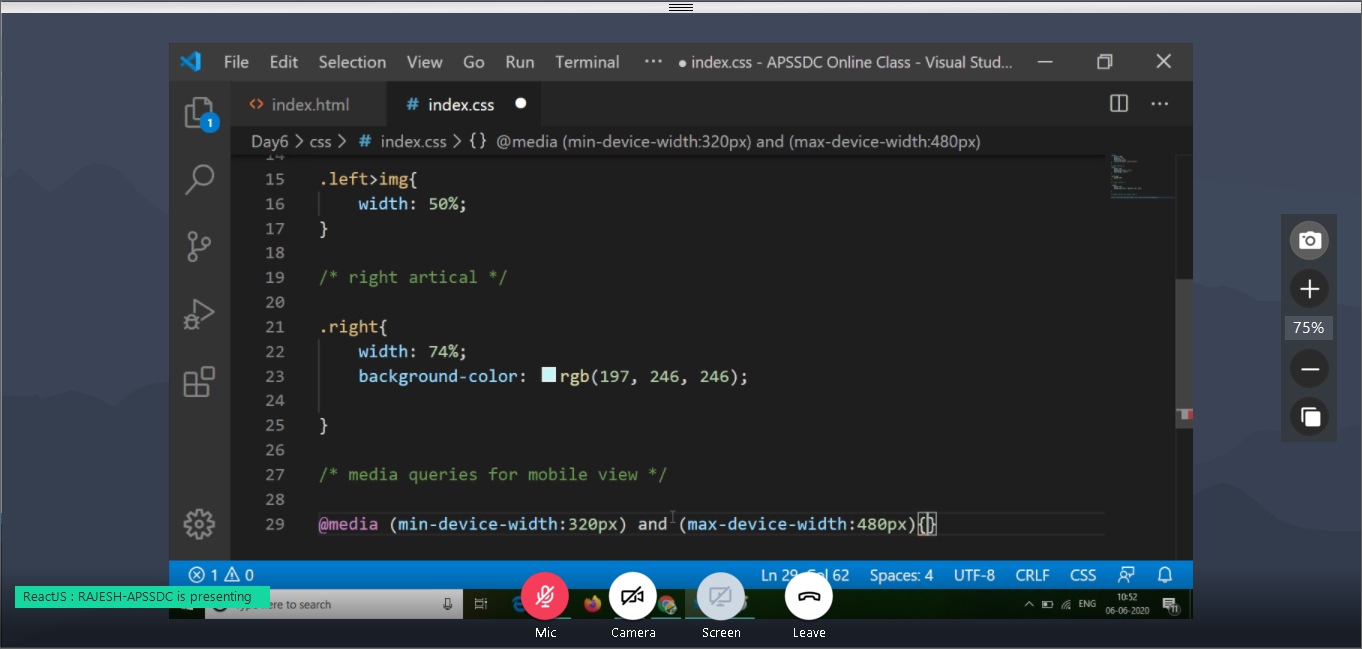 File Edit Selection View Go Run Terminal ··· ● index.css - APSSDC Online Class - Visual Stud...
<> index.html # index.css ●
Day6 > css > # index.css > {} @media (min-device-width:320px) and (max-device-width:480px)
14
15 .left>img{
16 width: 50%;
17 }
18
19 /* right artical */
20
21 .right{
22 width: 74%;
23 background-color: rgb(197, 246, 246);
24
25 }
26
27 /* media queries for mobile view */
28
29 @media (min-device-width:320px) and (max-device-width:480px){}
1
75%
1 0 Ln 29, Col 62 Spaces: 4 UTF-8 CRLF CSS
ReactJS : RAJESH-APSSDC is presenting
here to search
ENG 10:52
06-06-2020
11
Mic Camera Screen Leave